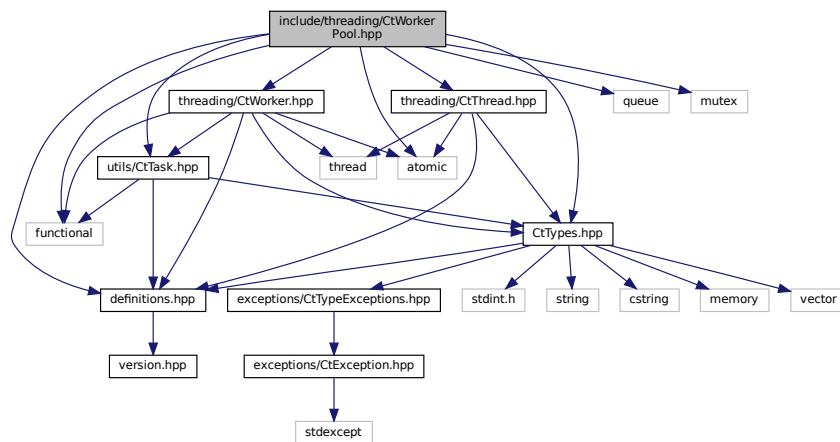 include/threading/CtWorker
Pool.hpp
threading/CtWorker.hpp
threading/CtThread.hpp
queue
mutex
utils/CtTask.hpp
thread
atomic
functional
CtTypes.hpp
definitions.hpp
exceptions/CtTypeExceptions.hpp
stdint.h
string
cstring
memory
vector
version.hpp
exceptions/CtException.hpp
stdexcept